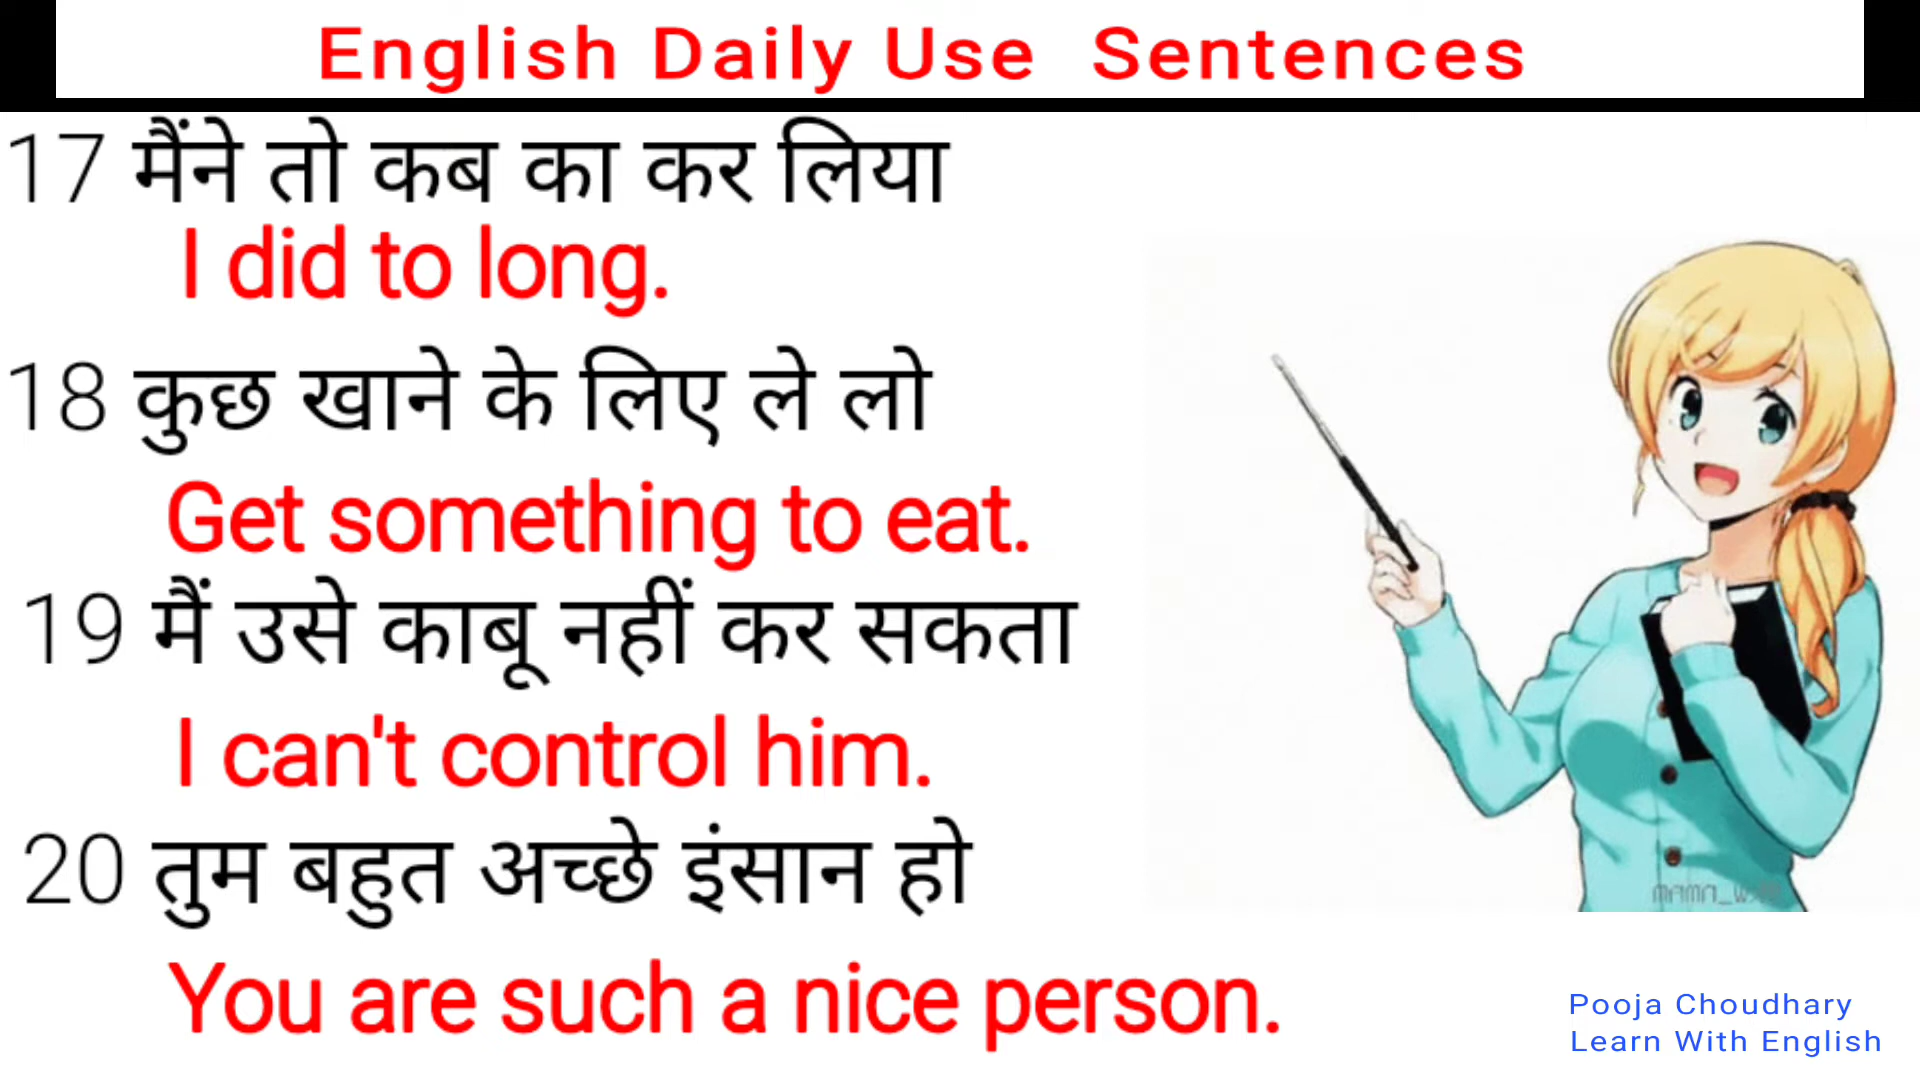 English Daily Use Sentences
17 मैंने तो कब का कर लिया
I did to long.
18 कुछ खाने के लिए ले लो
Get something to eat.
19 मैं उसे काबू नहीं कर सकता
I can't control him.
20 तुम बहुत अच्छे इंसान हो
You are such a nice person.
Pooja Choudhary
Learn With English